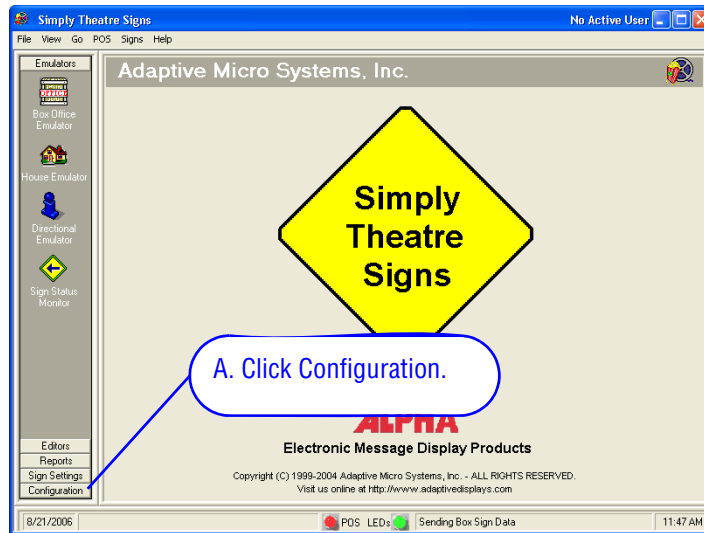 Simply Theatre Signs
No Active User
File View Go POS Signs Help
Emulators
Box Office
Emulator
House Emulator
Directional
Emulator
Sign Status
Monitor
Editors
Reports
Sign Settings
Configuration
Adaptive Micro Systems, Inc.
OFFICE
Simply
Theatre
Signs
A. Click Configuration.
ALPHA
Electronic Message Display Products
Copyright (C) 1999-2004 Adaptive Micro Systems, Inc. - ALL RIGHTS RESERVED.
Visit us online at http://www.adaptivedisplays.com
8/21/2006
POS LEDs
Sending Box Sign Data
11:47 AM